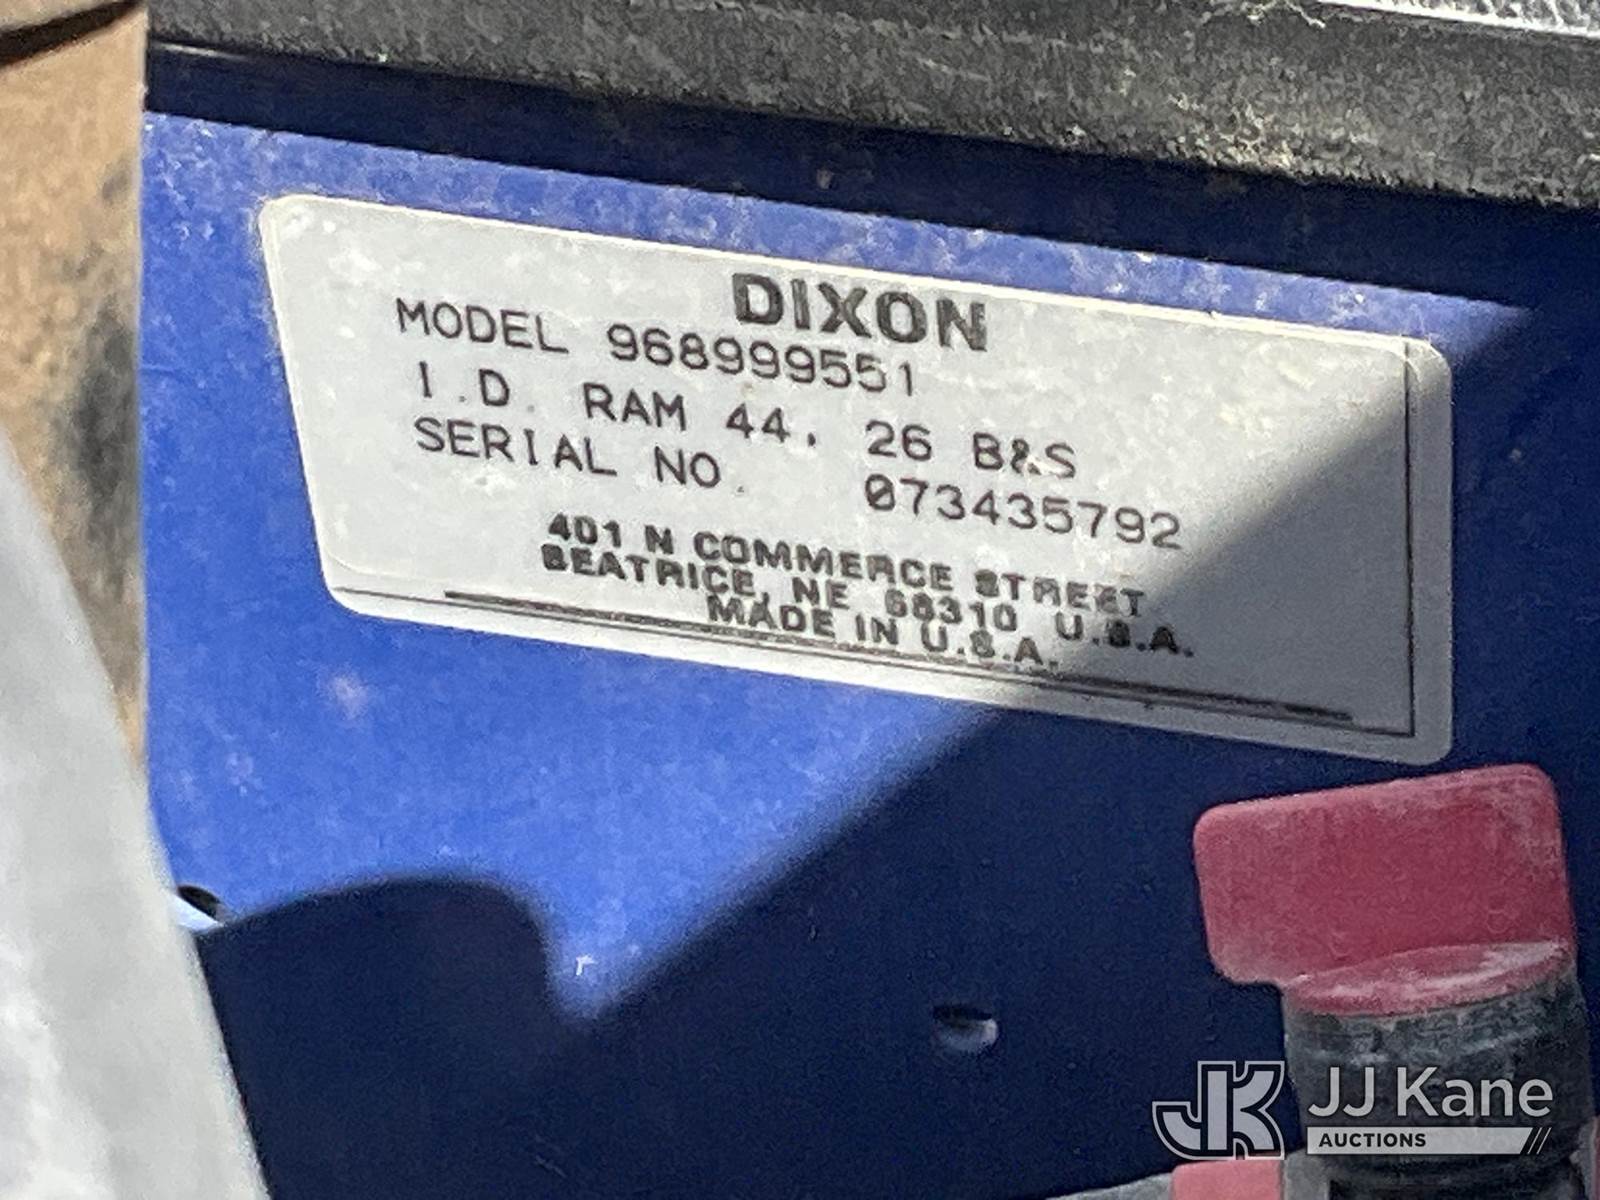 DIXON
MODEL 968999551
I.D. RAM 44, 26 B&S
SERIAL NO. 073435792
401 N COMMERCE STREET
BEATRICE, NE 68310 U.S.A.
MADE IN U.S.A.
JK JJ Kane
AUCTIONS